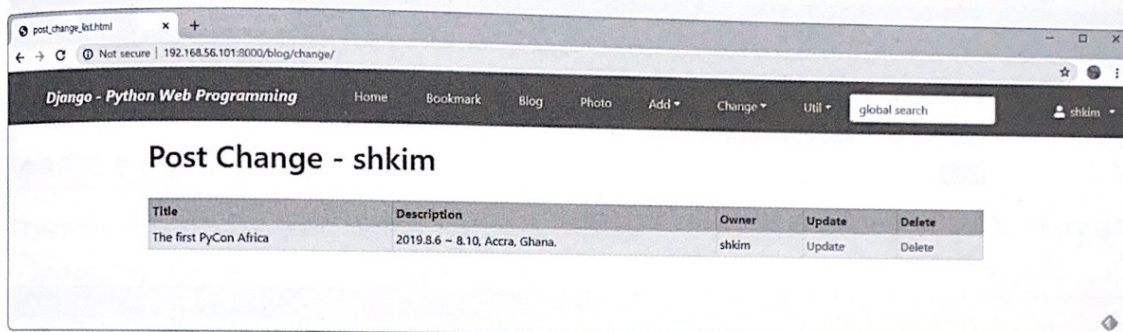 post_change_list.html
Not secure | 192.168.56.101:8000/blog/change/
Django - Python Web Programming Home Bookmark Blog Photo Add Change Util global search shkim
Post Change - shkim
Title Description Owner Update Delete
The first PyCon Africa 2019.8.6 ~ 8.10, Accra, Ghana. shkim Update Delete